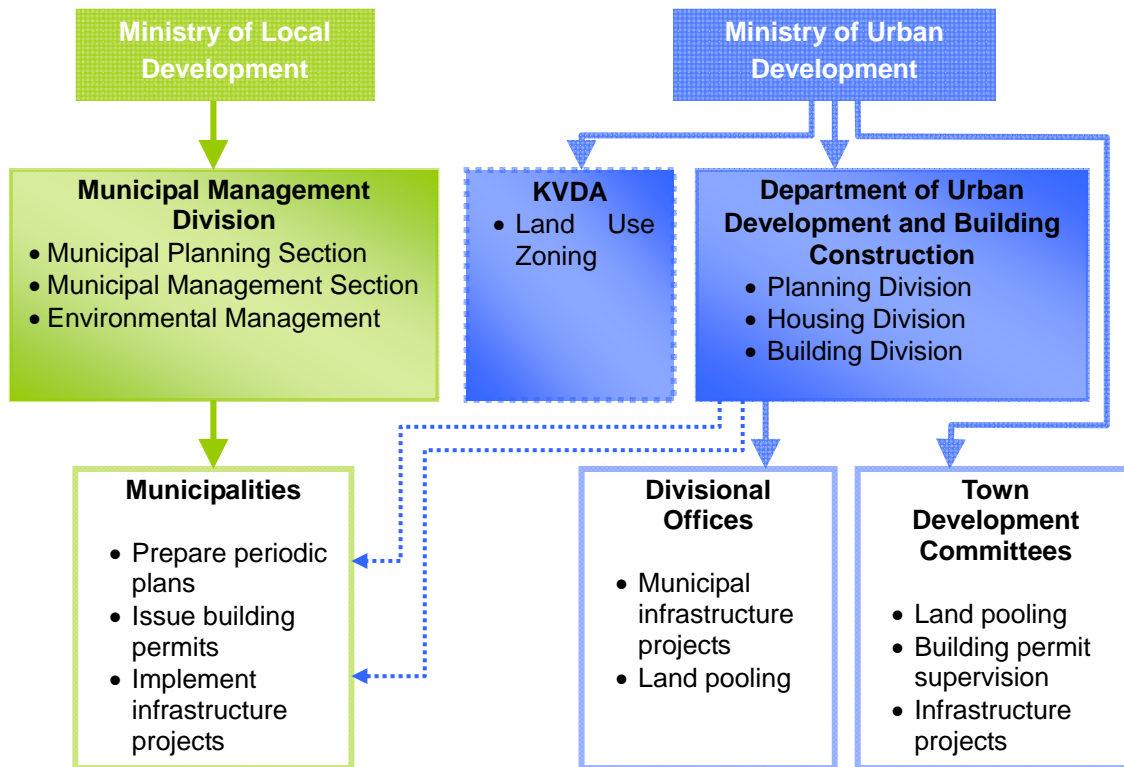 Ministry of Local
Development
Ministry of Urban
Development
Municipal Management
Division
• Municipal Planning Section
• Municipal Management Section
• Environmental Management
KVDA
• Land Use
Zoning
Department of Urban
Development and Building
Construction
• Planning Division
• Housing Division
• Building Division
Municipalities
• Prepare periodic
plans
• Issue building
permits
• Implement
infrastructure
projects
Divisional
Offices
• Municipal
infrastructure
projects
• Land pooling
Town
Development
Committees
• Land pooling
• Building permit
supervision
• Infrastructure
projects